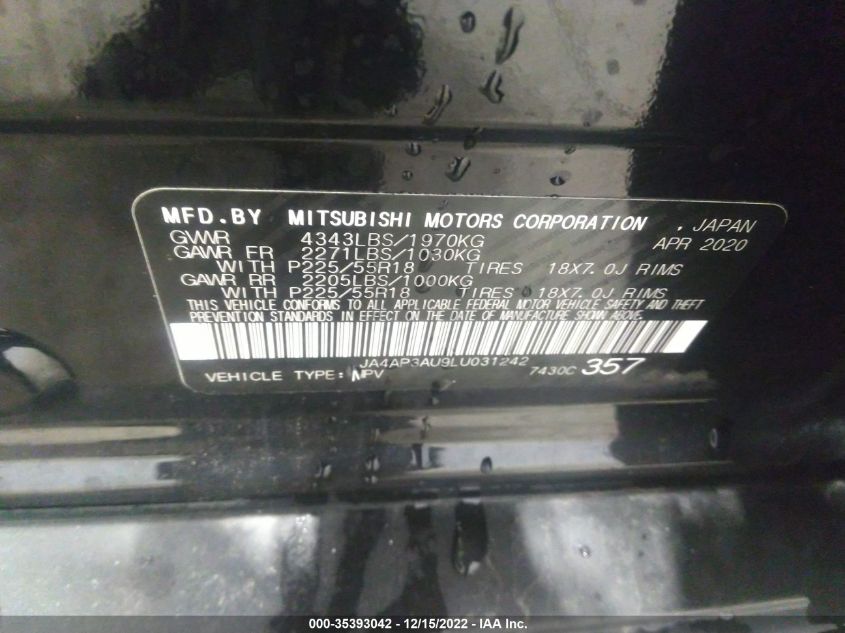 MFD.BY MITSUBISHI MOTORS CORPORATION , JAPAN
GVWR 4343LBS/1970KG APR 2020
GAWR FR 2271LBS/1030KG
WITH P225/55R18 TIRES 18X7.0J RIMS
GAWR RR 2205LBS/1000KG
WITH P225/55R18 TIRES 18X7.0J RIMS
THIS VEHICLE CONFORMS TO ALL APPLICABLE FEDERAL MOTOR VEHICLE SAFETY AND THEFT
PREVENTION STANDARDS IN EFFECT ON THE DATE OF MANUFACTURE SHOWN ABOVE.
JA4AP3AU9LU031242
VEHICLE TYPE: MPV 7430C 357
000-35393042 - 12/15/2022 - IAA Inc.